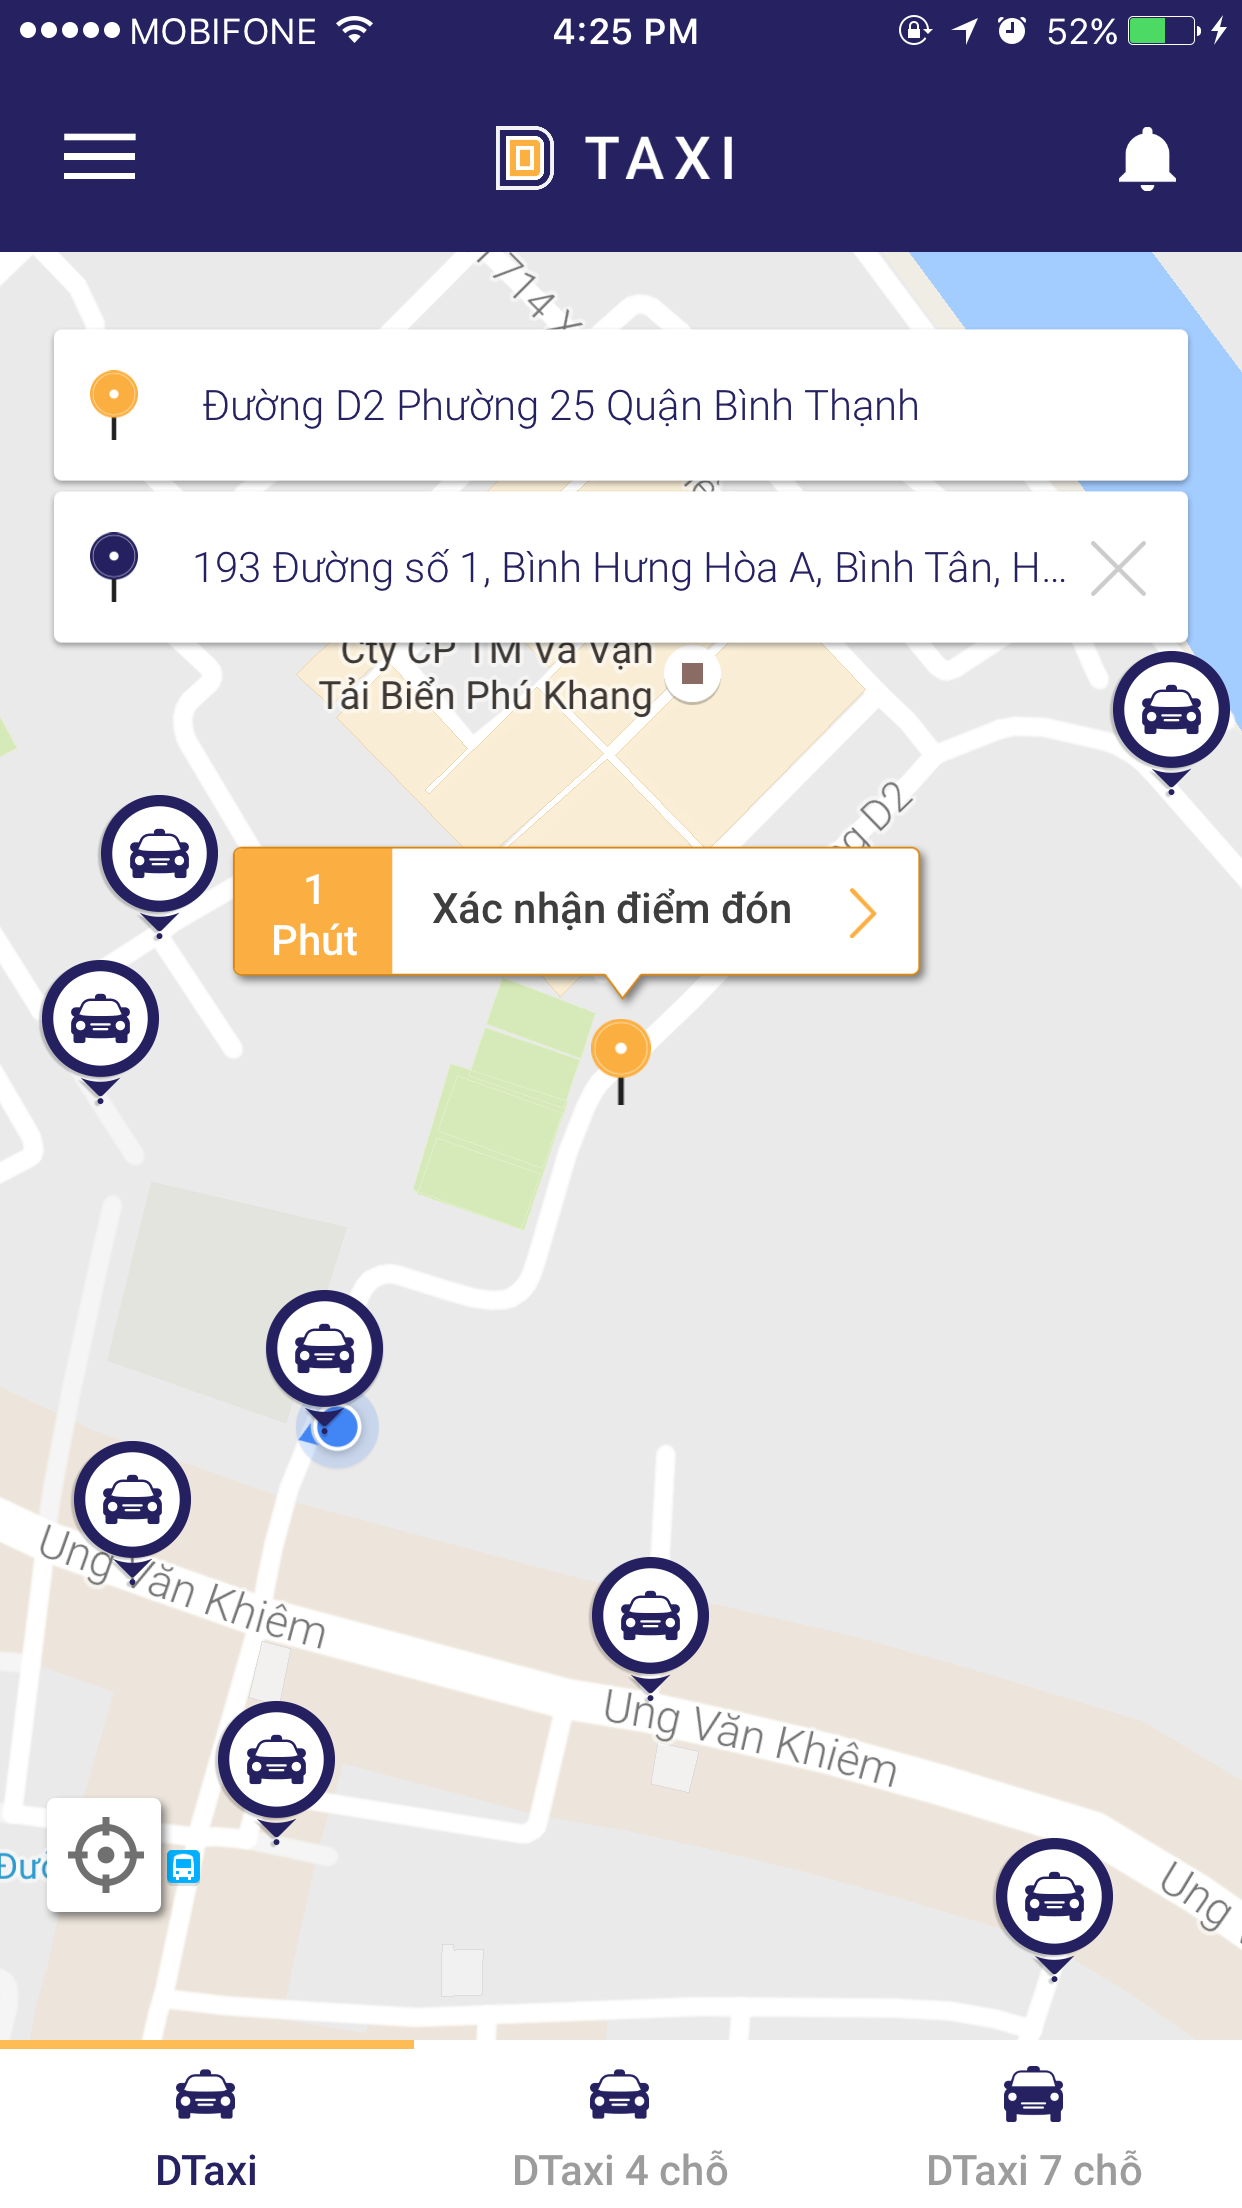 MOBIFONE 4:25 PM 52%
D TAXI
714
Đường D2 Phường 25 Quận Bình Thạnh
193 Đường số 1, Bình Hưng Hòa A, Bình Tân, H...
Cty CP TM Và Vận
Tải Biển Phú Khang
D2
1
Phút
Xác nhận điểm đón
Ung Văn Khiêm
Ung Văn Khiêm
Ung
DTaxi
DTaxi 4 chỗ
DTaxi 7 chỗ